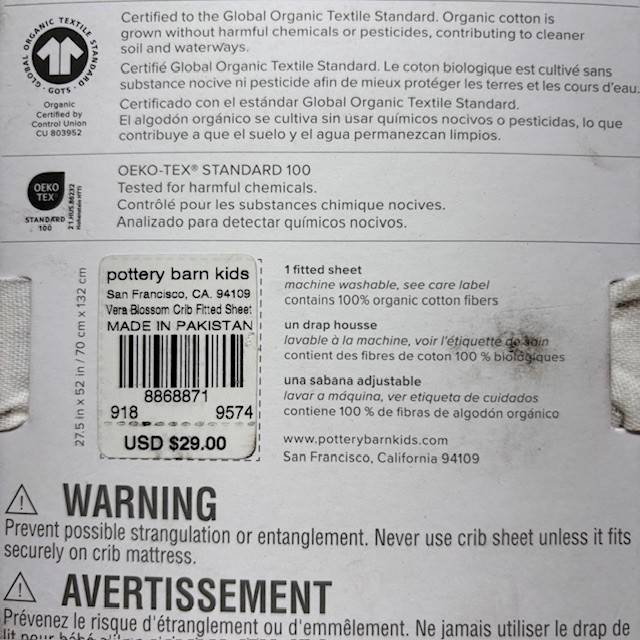 GLOBAL ORGANIC TEXTILE STANDARD · GOTS ·
Organic
Certified by
Control Union
CU 803952
Certified to the Global Organic Textile Standard. Organic cotton is
grown without harmful chemicals or pesticides, contributing to cleaner
soil and waterways.
Certifié Global Organic Textile Standard. Le coton biologique est cultivé sans
substance nocive ni pesticide afin de mieux protéger les terres et les cours d'eau.
Certificado con el estándar Global Organic Textile Standard.
El algodón orgánico se cultiva sin usar químicos nocivos o pesticidas, lo que
contribuye a que el suelo y el agua permanezcan limpios.
OEKO
TEX
STANDARD
100
21.HUS.86232
Hohenstein HTTI
OEKO-TEX® STANDARD 100
Tested for harmful chemicals.
Contrôlé pour les substances chimique nocives.
Analizado para detectar químicos nocivos.
27.5 in x 52 in / 70 cm x 132 cm
pottery barn kids
San Francisco, CA. 94109
Vera Blossom Crib Fitted Sheet
MADE IN PAKISTAN
8868871
918 9574
USD $29.00
1 fitted sheet
machine washable, see care label
contains 100% organic cotton fibers
un drap housse
lavable à la machine, voir l'étiquette de soin
contient des fibres de coton 100 % biologiques
una sabana adjustable
lavar a máquina, ver etiqueta de cuidados
contiene 100 % de fibras de algodón orgánico
www.potterybarnkids.com
San Francisco, California 94109
WARNING
Prevent possible strangulation or entanglement. Never use crib sheet unless it fits
securely on crib mattress.
AVERTISSEMENT
Prévenez le risque d'étranglement ou d'emmêlement. Ne jamais utiliser le drap de
lit pour bébé